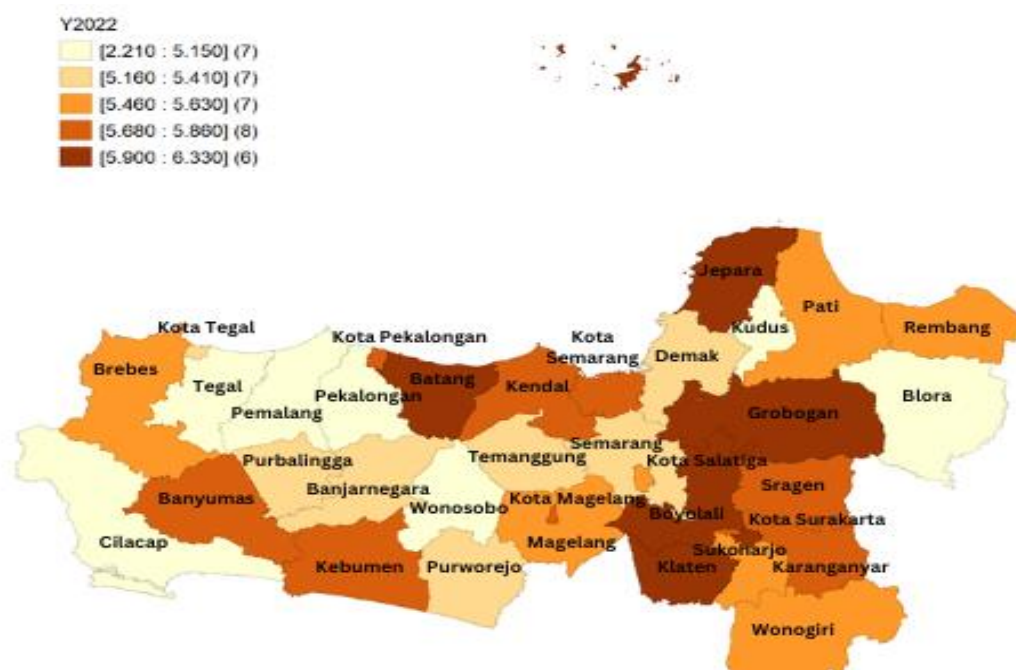 Y2022
[2.210 : 5.150] (7)
[5.160 : 5.410] (7)
[5.460 : 5.630] (7)
[5.680 : 5.860] (8)
[5.900 : 6.330] (6)
Jepara
Pati
Kudus
Rembang
Kota Tegal
Kota Pekalongan
Kota
Semarang
Demak
Brebes
Tegal
Pemalang
Pekalongan
Batang
Kendal
Blora
Grobogan
Semarang
Purbalingga
Temanggung
Kota Salatiga
Banjarnegara
Sragen
Banyumas
Wonosobo
Kota Magelang
Boyolali
Kota Surakarta
Cilacap
Magelang
Sukoharjo
Kebumen
Purworejo
Klaten
Karanganyar
Wonogiri